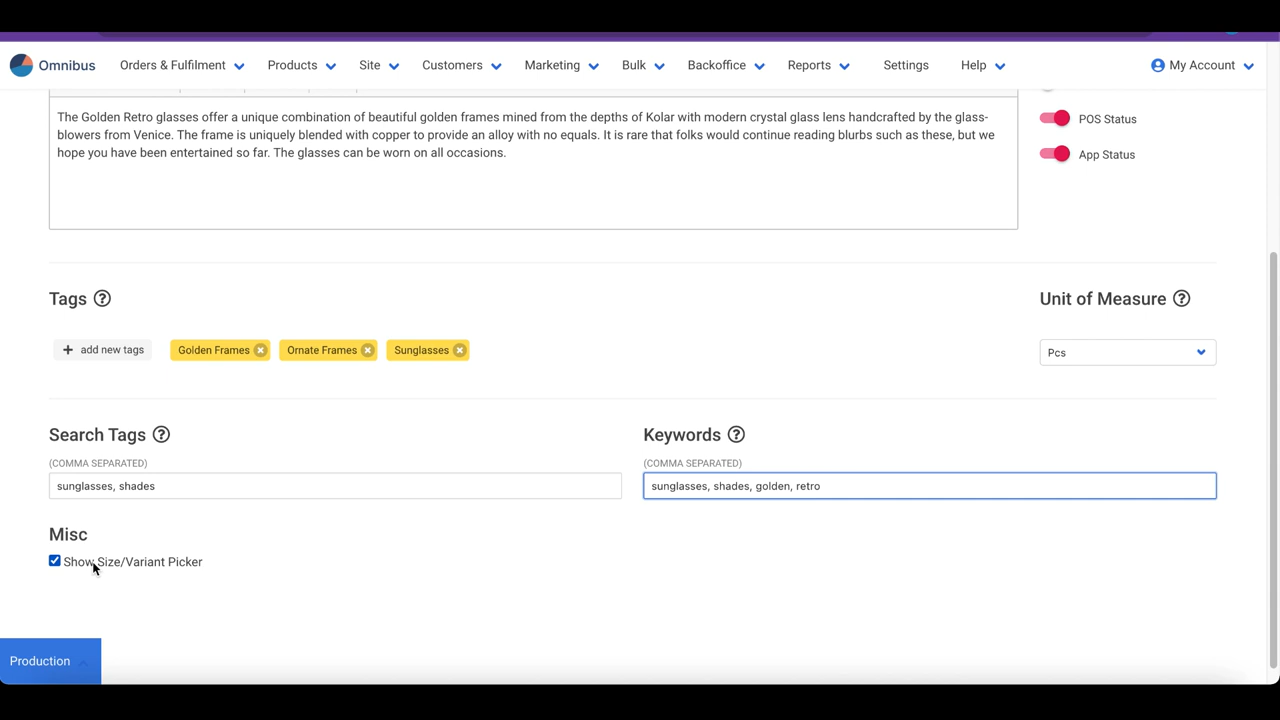 Omnibus
Orders & Fulfilment
Products
Site
Customers
Marketing
Bulk
Backoffice
Reports
Settings
Help
My Account
The Golden Retro glasses offer a unique combination of beautiful golden frames mined from the depths of Kolar with modern crystal glass lens handcrafted by the glass-
blowers from Venice. The frame is uniquely blended with copper to provide an alloy with no equals. It is rare that folks would continue reading blurbs such as these, but we
hope you have been entertained so far. The glasses can be worn on all occasions.
POS Status
App Status
Tags ?
Unit of Measure ?
+ add new tags
Golden Frames
Ornate Frames
Sunglasses
Pcs
Search Tags ?
Keywords ?
(COMMA SEPARATED)
(COMMA SEPARATED)
sunglasses, shades
sunglasses, shades, golden, retro
Misc
Show Size/Variant Picker
Production